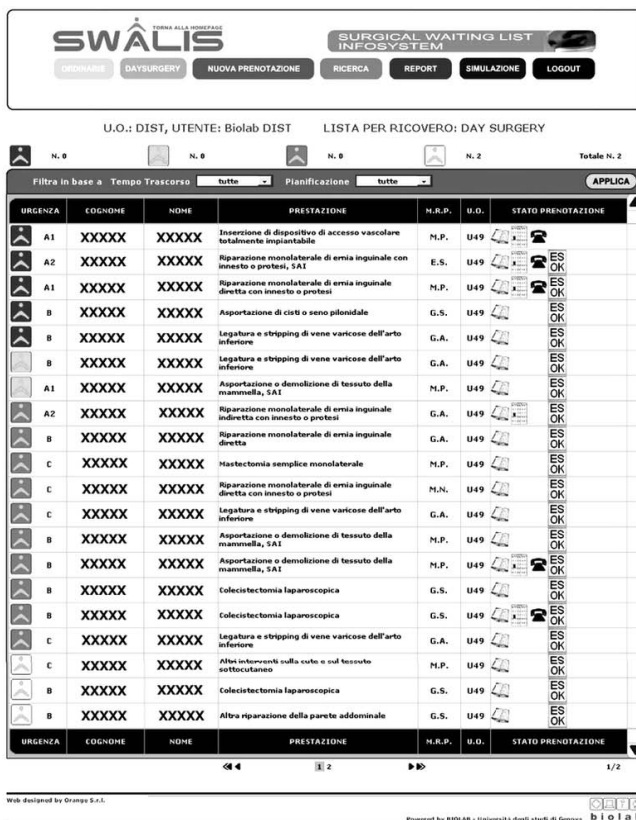 TORNA ALLA HOMEPAGE
SWALIS
SURGICAL WAITING LIST
INFOSYSTEM
ORDINARIE DAYSURGERY NUOVA PRENOTAZIONE RICERCA REPORT SIMULAZIONE LOGOUT
U.O.: DIST, UTENTE: Biolab DIST LISTA PER RICOVERO: DAY SURGERY
N. 0 N. 0 N. 0 N. 2 Totale N. 2
Filtra in base a Tempo Trascorso tutte Pianificazione tutte APPLICA
URGENZA COGNOME NOME PRESTAZIONE M.R.P. U.O. STATO PRENOTAZIONE
A1 XXXXX XXXXX Inserzione di dispositivo di accesso vascolare totalmente impiantabile M.P. U49
A2 XXXXX XXXXX Riparazione monolaterale di ernia inguinale con innesto o protesi, SAI E.S. U49 ES OK
A1 XXXXX XXXXX Riparazione monolaterale di ernia inguinale diretta con innesto o protesi M.P. U49 ES OK
B XXXXX XXXXX Asportazione di cisti o seno pilonidale G.S. U49 ES OK
B XXXXX XXXXX Legatura e stripping di vene varicose dell'arto inferiore G.A. U49 ES OK
B XXXXX XXXXX Legatura e stripping di vene varicose dell'arto inferiore G.A. U49 ES OK
A1 XXXXX XXXXX Asportazione o demolizione di tessuto della mammella, SAI M.P. U49 ES OK
A2 XXXXX XXXXX Riparazione monolaterale di ernia inguinale indiretta con innesto o protesi G.A. U49 ES OK
B XXXXX XXXXX Riparazione monolaterale di ernia inguinale diretta G.A. U49 ES OK
C XXXXX XXXXX Mastectomia semplice monolaterale M.P. U49 ES OK
C XXXXX XXXXX Riparazione monolaterale di ernia inguinale diretta con innesto o protesi M.N. U49 ES OK
C XXXXX XXXXX Legatura e stripping di vene varicose dell'arto inferiore G.A. U49 ES OK
B XXXXX XXXXX Asportazione o demolizione di tessuto della mammella, SAI M.P. U49 ES OK
B XXXXX XXXXX Asportazione o demolizione di tessuto della mammella, SAI M.P. U49 ES OK
B XXXXX XXXXX Colecistectomia laparoscopica G.S. U49 ES OK
B XXXXX XXXXX Colecistectomia laparoscopica G.S. U49 ES OK
C XXXXX XXXXX Legatura e stripping di vene varicose dell'arto inferiore G.A. U49 ES OK
C XXXXX XXXXX Altri interventi sulla cute e sul tessuto sottocutaneo M.P. U49 ES OK
B XXXXX XXXXX Colecistectomia laparoscopica G.S. U49 ES OK
B XXXXX XXXXX Altra riparazione della parete addominale G.S. U49 ES OK
URGENZA COGNOME NOME PRESTAZIONE M.R.P. U.O. STATO PRENOTAZIONE
1 2 1/2
Web designed by Orange S.r.l.
Powered by BIOLAB - Università degli studi di Genova biolab